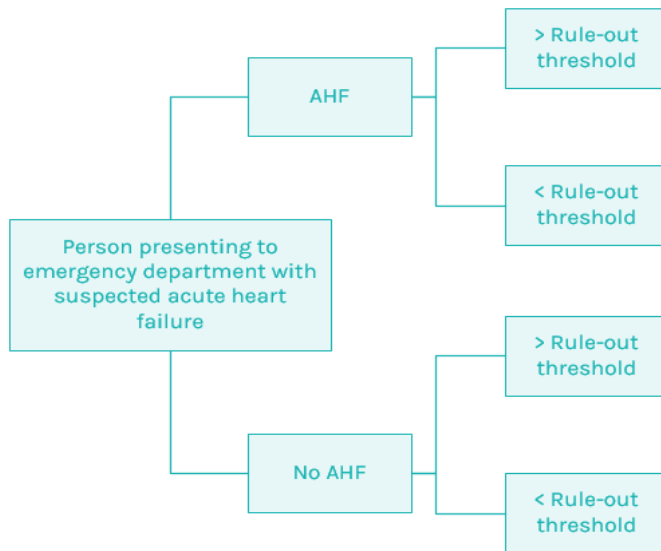 > Rule-out
threshold
AHF
< Rule-out
threshold
Person presenting to
emergency department with
suspected acute heart
failure
> Rule-out
threshold
No AHF
< Rule-out
threshold